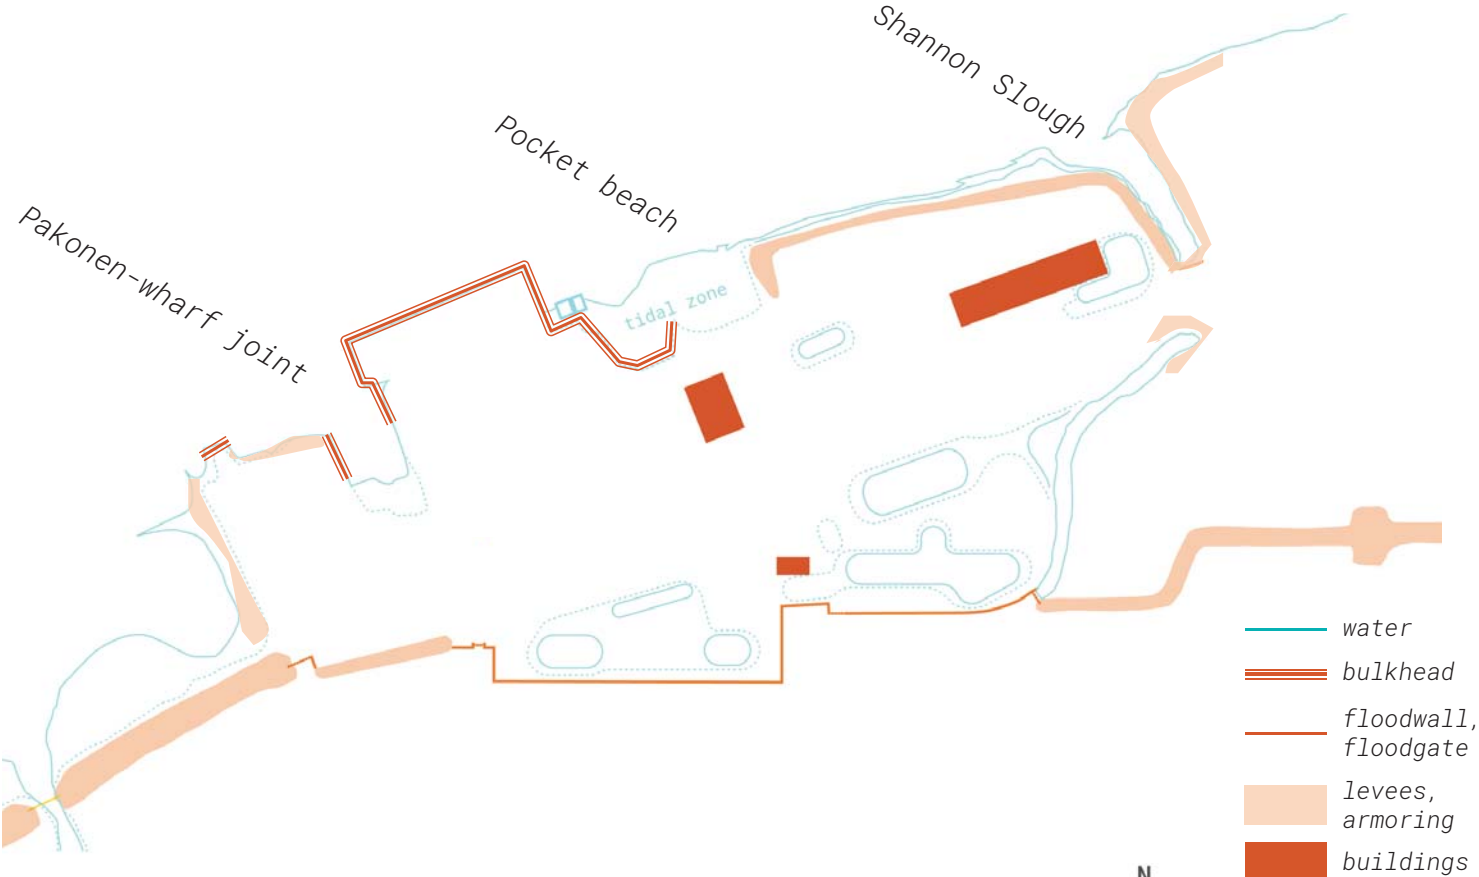 Shannon Slough
Pocket beach
Pakonen-wharf joint
tidal zone
water
bulkhead
floodwall,
floodgate
levees,
armoring
buildings
N